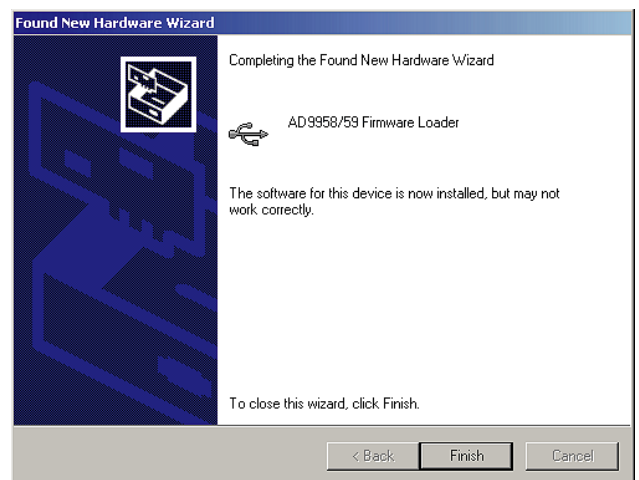 Found New Hardware Wizard
Completing the Found New Hardware Wizard
AD9958/59 Firmware Loader
The software for this device is now installed, but may not
work correctly.
To close this wizard, click Finish.
< Back
Finish
Cancel